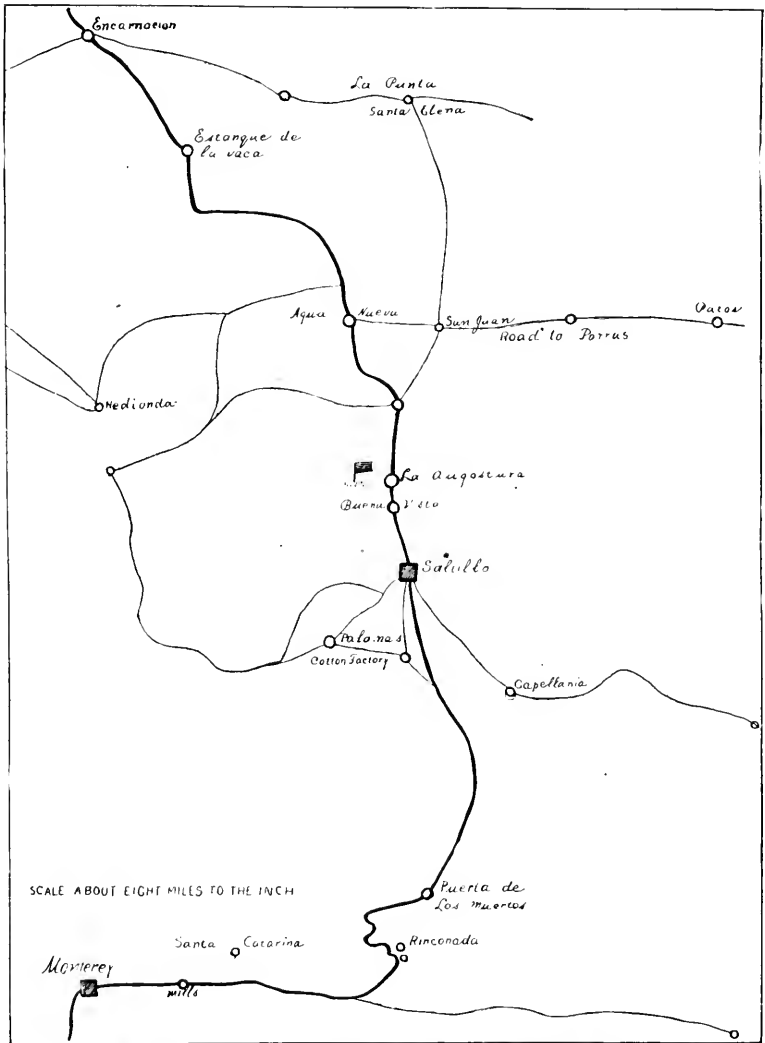 Encarnacion
La Punta
Santa Elena
Estanque de
la vaca
Agua Nueva
San Juan
Road to Parras
Patos
Hedionda
La Angostura
Buena Vsta
Saltillo
Palomas
Cotton Factory
Capellania
SCALE ABOUT EIGHT MILES TO THE INCH
Puerta de
Los muertos
Rinconada
Santa Catarina
Monterey
mills